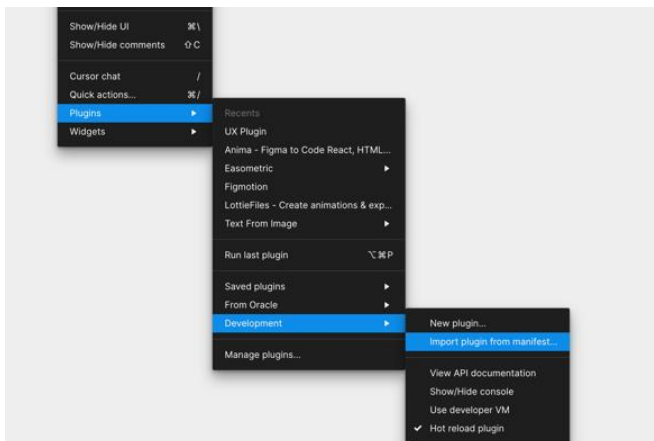 Show/Hide UI ⌘\
Show/Hide comments ⇧C
Cursor chat /
Quick actions... ⌘/
Plugins
Widgets
Recents
UX Plugin
Anima - Figma to Code React, HTML...
Easometric
Figmotion
LottieFiles - Create animations & exp...
Text From Image
Run last plugin ⌥⌘P
Saved plugins
From Oracle
Development
Manage plugins...
New plugin...
Import plugin from manifest...
View API documentation
Show/Hide console
Use developer VM
Hot reload plugin